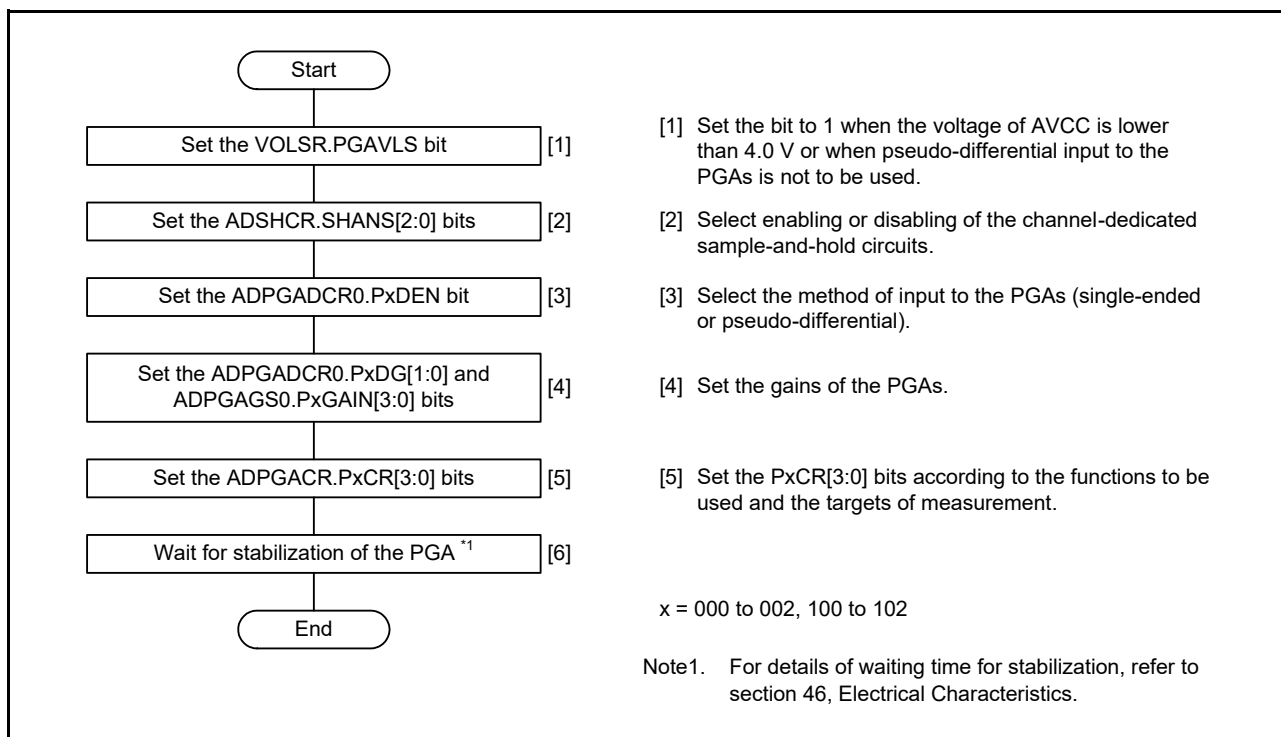 Start
Set the VOLSR.PGAVLS bit [1]
Set the ADSHCR.SHANS[2:0] bits [2]
Set the ADPGADCR0.PxDEN bit [3]
Set the ADPGADCR0.PxDG[1:0] and
ADPGAGS0.PxGAIN[3:0] bits [4]
Set the ADPGACR.PxCR[3:0] bits [5]
Wait for stabilization of the PGA *1 [6]
End
[1] Set the bit to 1 when the voltage of AVCC is lower
than 4.0 V or when pseudo-differential input to the
PGAs is not to be used.
[2] Select enabling or disabling of the channel-dedicated
sample-and-hold circuits.
[3] Select the method of input to the PGAs (single-ended
or pseudo-differential).
[4] Set the gains of the PGAs.
[5] Set the PxCR[3:0] bits according to the functions to be
used and the targets of measurement.
x = 000 to 002, 100 to 102
Note1. For details of waiting time for stabilization, refer to
section 46, Electrical Characteristics.